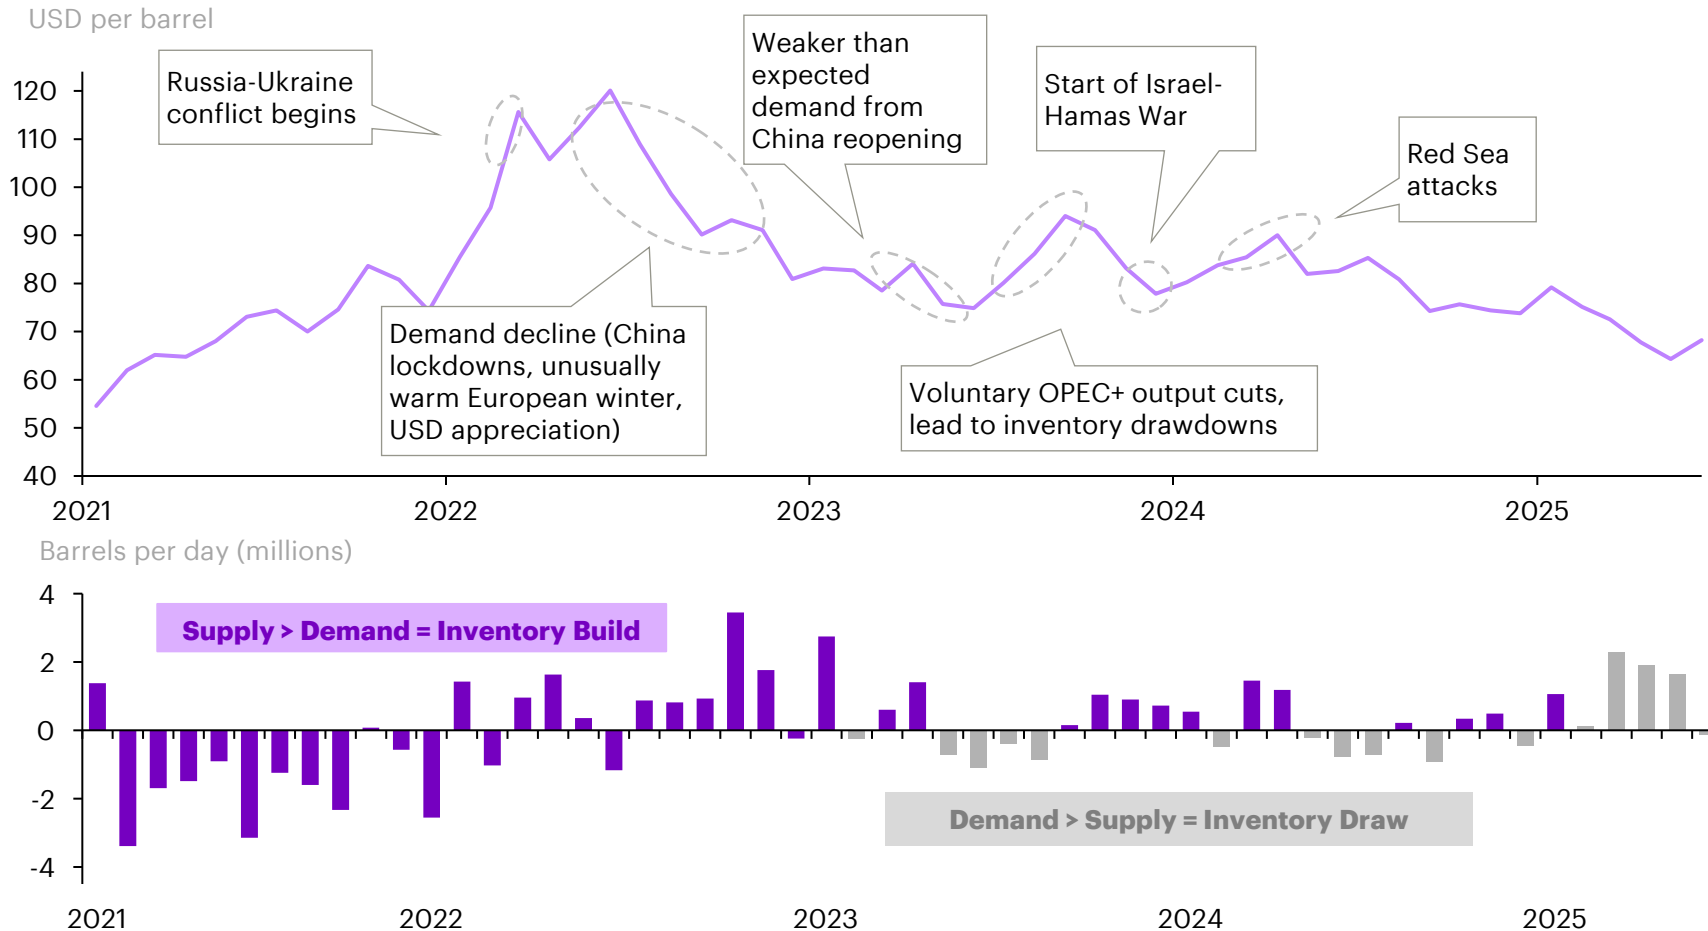 USD per barrel
120
110
100
90
80
70
60
50
40
Russia-Ukraine
conflict begins
Weaker than
expected
demand from
China reopening
Start of Israel-
Hamas War
Red Sea
attacks
Demand decline (China
lockdowns, unusually
warm European winter,
USD appreciation)
Voluntary OPEC+ output cuts,
lead to inventory drawdowns
2021 2022 2023 2024 2025
Barrels per day (millions)
4
2
0
-2
-4
Supply > Demand = Inventory Build
Demand > Supply = Inventory Draw
2021 2022 2023 2024 2025